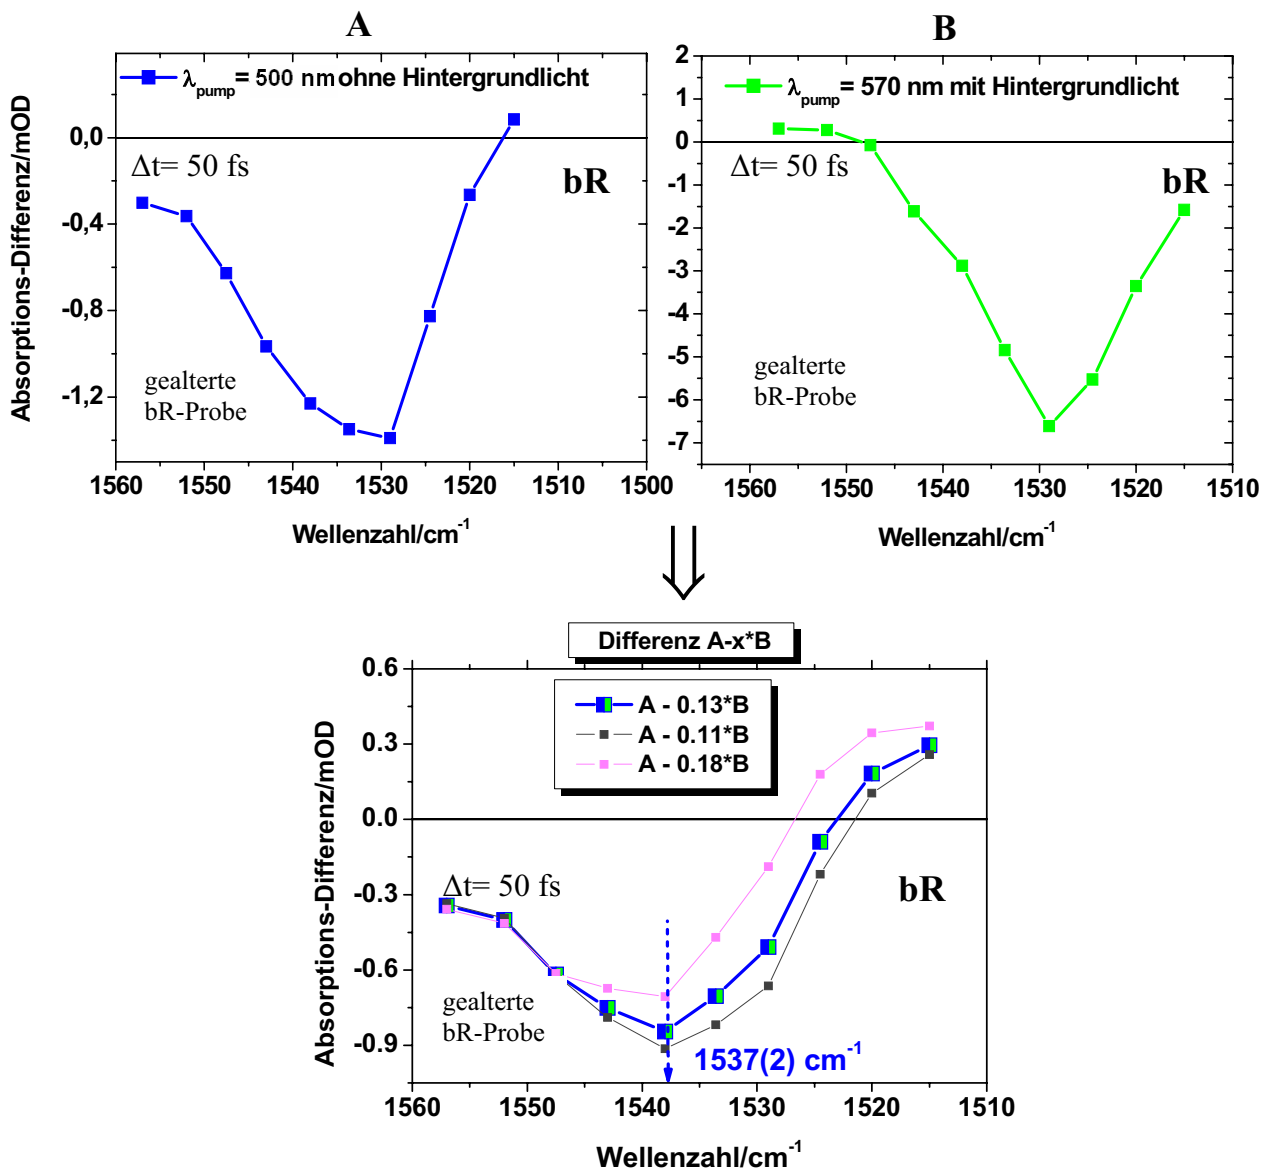 A
B
λpump = 500 nm ohne Hintergrundlicht
λpump = 570 nm mit Hintergrundlicht
Absorptions-Differenz/mOD
0,0
-0,4
-0,8
-1,2
Δt= 50 fs
bR
gealterte
bR-Probe
1560 1550 1540 1530 1520 1510 1500
Wellenzahl/cm⁻¹
2
1
0
-1
-2
-3
-4
-5
-6
-7
Δt= 50 fs
bR
gealterte
bR-Probe
1560 1550 1540 1530 1520 1510
Wellenzahl/cm⁻¹
Differenz A-x*B
A - 0.13*B
A - 0.11*B
A - 0.18*B
Absorptions-Differenz/mOD
0.6
0.3
0.0
-0.3
-0.6
-0.9
Δt= 50 fs
bR
gealterte
bR-Probe
1537(2) cm⁻¹
1560 1550 1540 1530 1520 1510
Wellenzahl/cm⁻¹